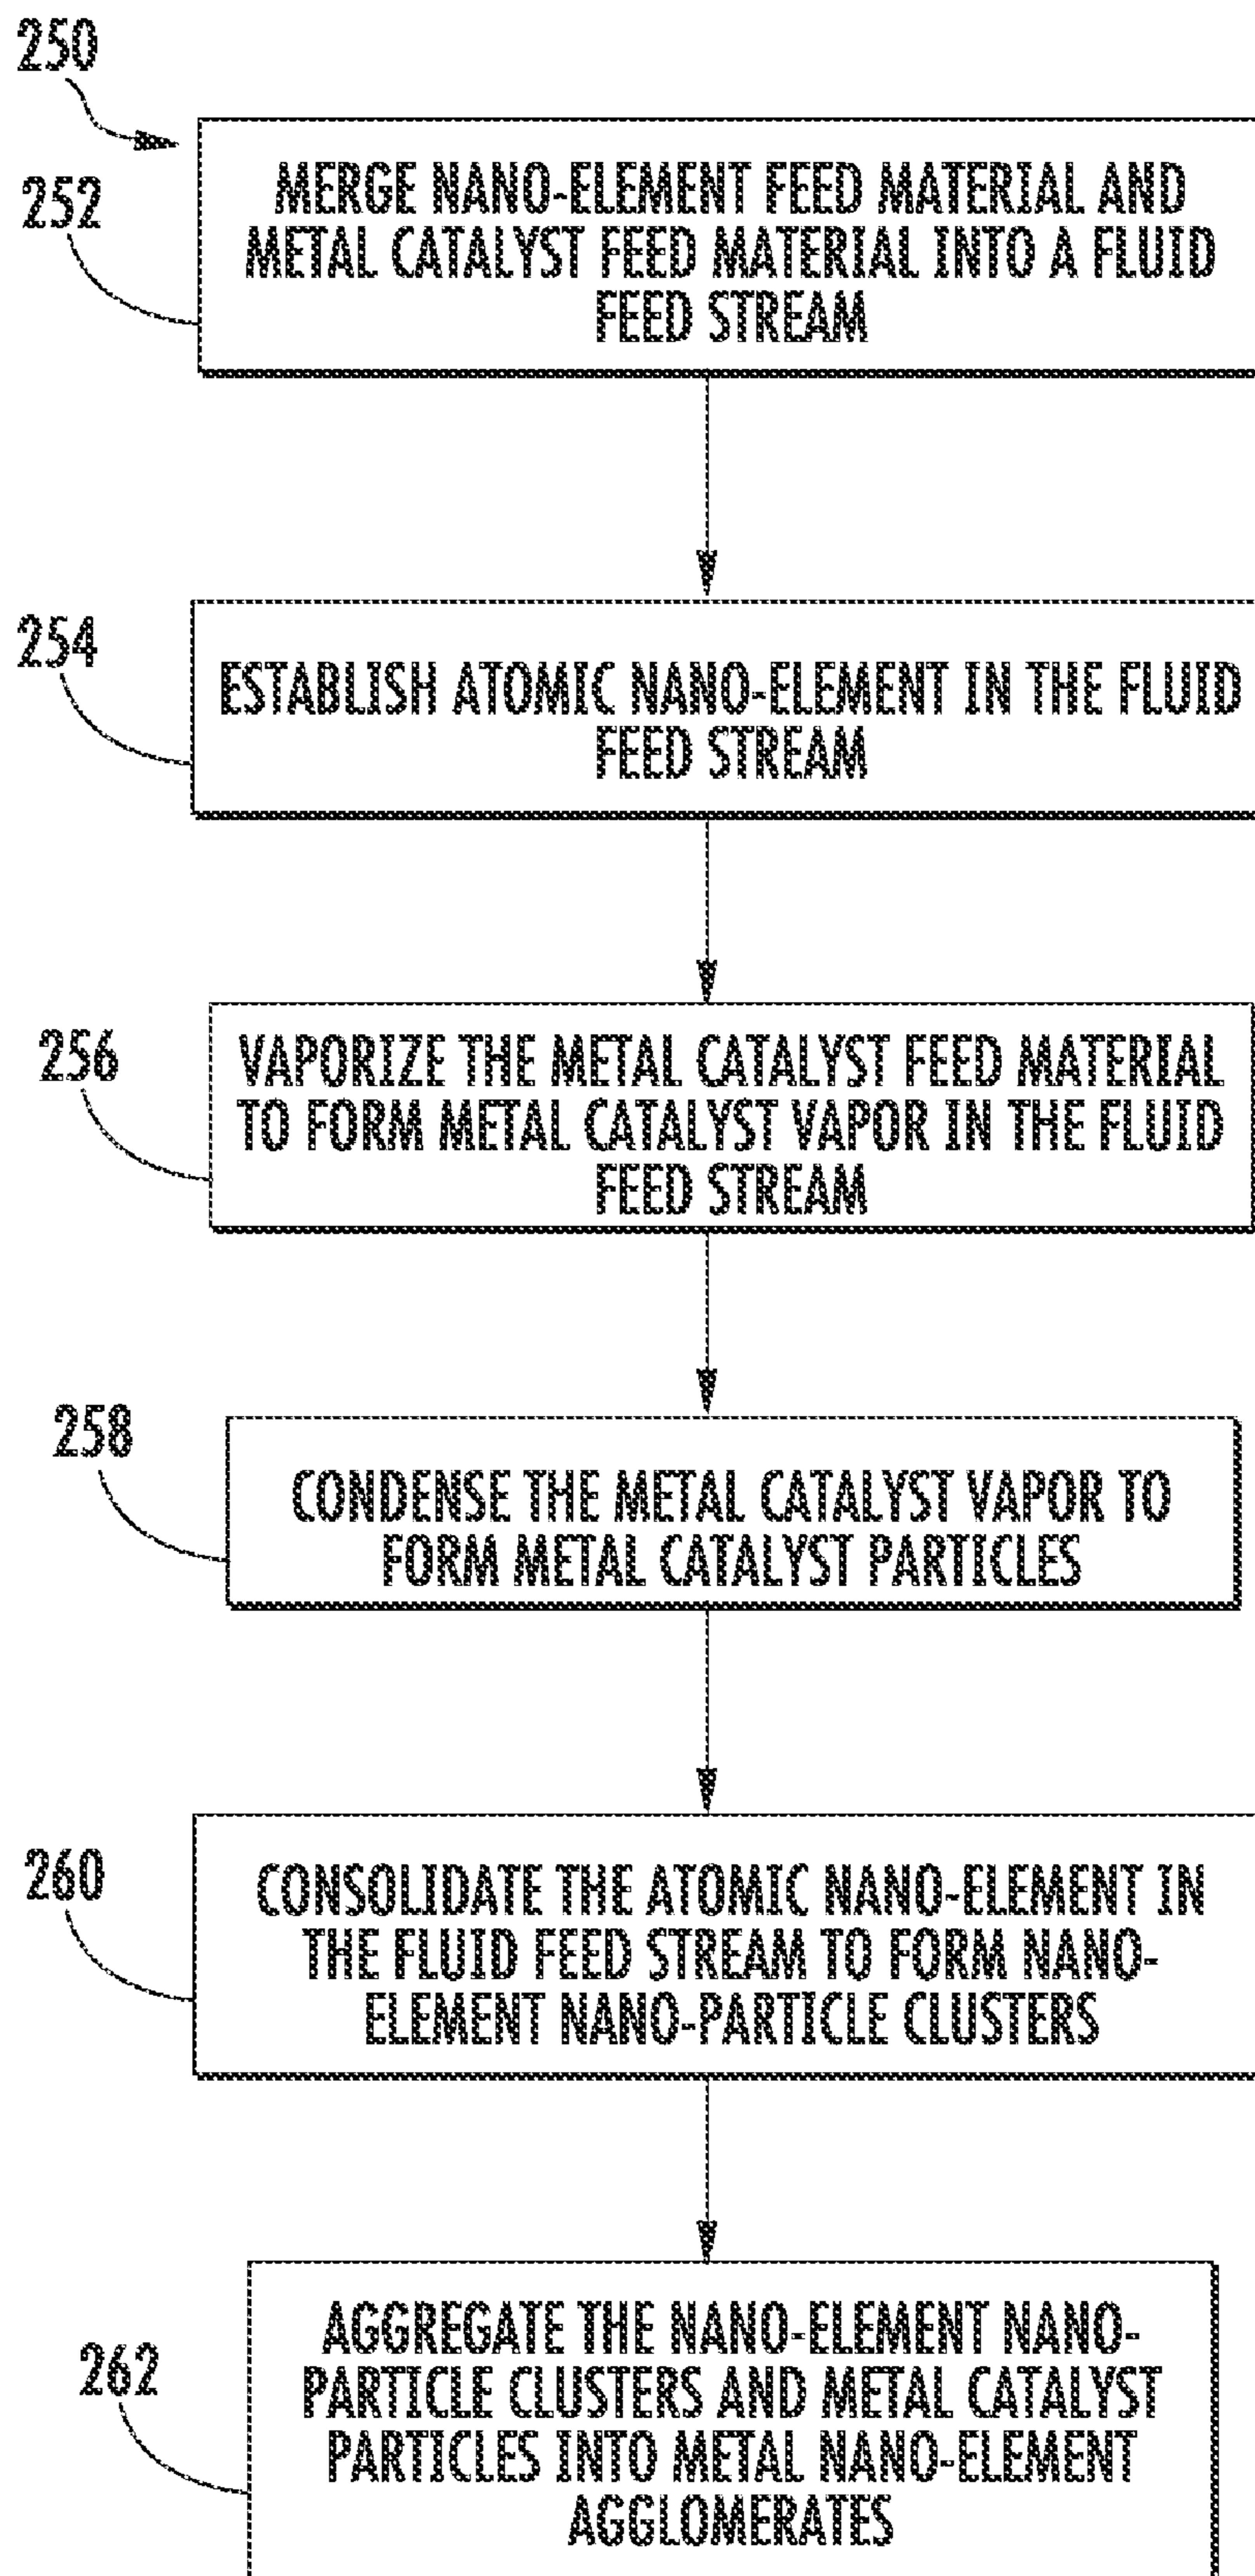 250
252
MERGE NANO-ELEMENT FEED MATERIAL AND
METAL CATALYST FEED MATERIAL INTO A FLUID
FEED STREAM
254
ESTABLISH ATOMIC NANO-ELEMENT IN THE FLUID
FEED STREAM
256
VAPORIZE THE METAL CATALYST FEED MATERIAL
TO FORM METAL CATALYST VAPOR IN THE FLUID
FEED STREAM
258
CONDENSE THE METAL CATALYST VAPOR TO
FORM METAL CATALYST PARTICLES
260
CONSOLIDATE THE ATOMIC NANO-ELEMENT IN
THE FLUID FEED STREAM TO FORM NANO-
ELEMENT NANO-PARTICLE CLUSTERS
262
AGGREGATE THE NANO-ELEMENT NANO-
PARTICLE CLUSTERS AND METAL CATALYST
PARTICLES INTO METAL NANO-ELEMENT
AGGLOMERATES